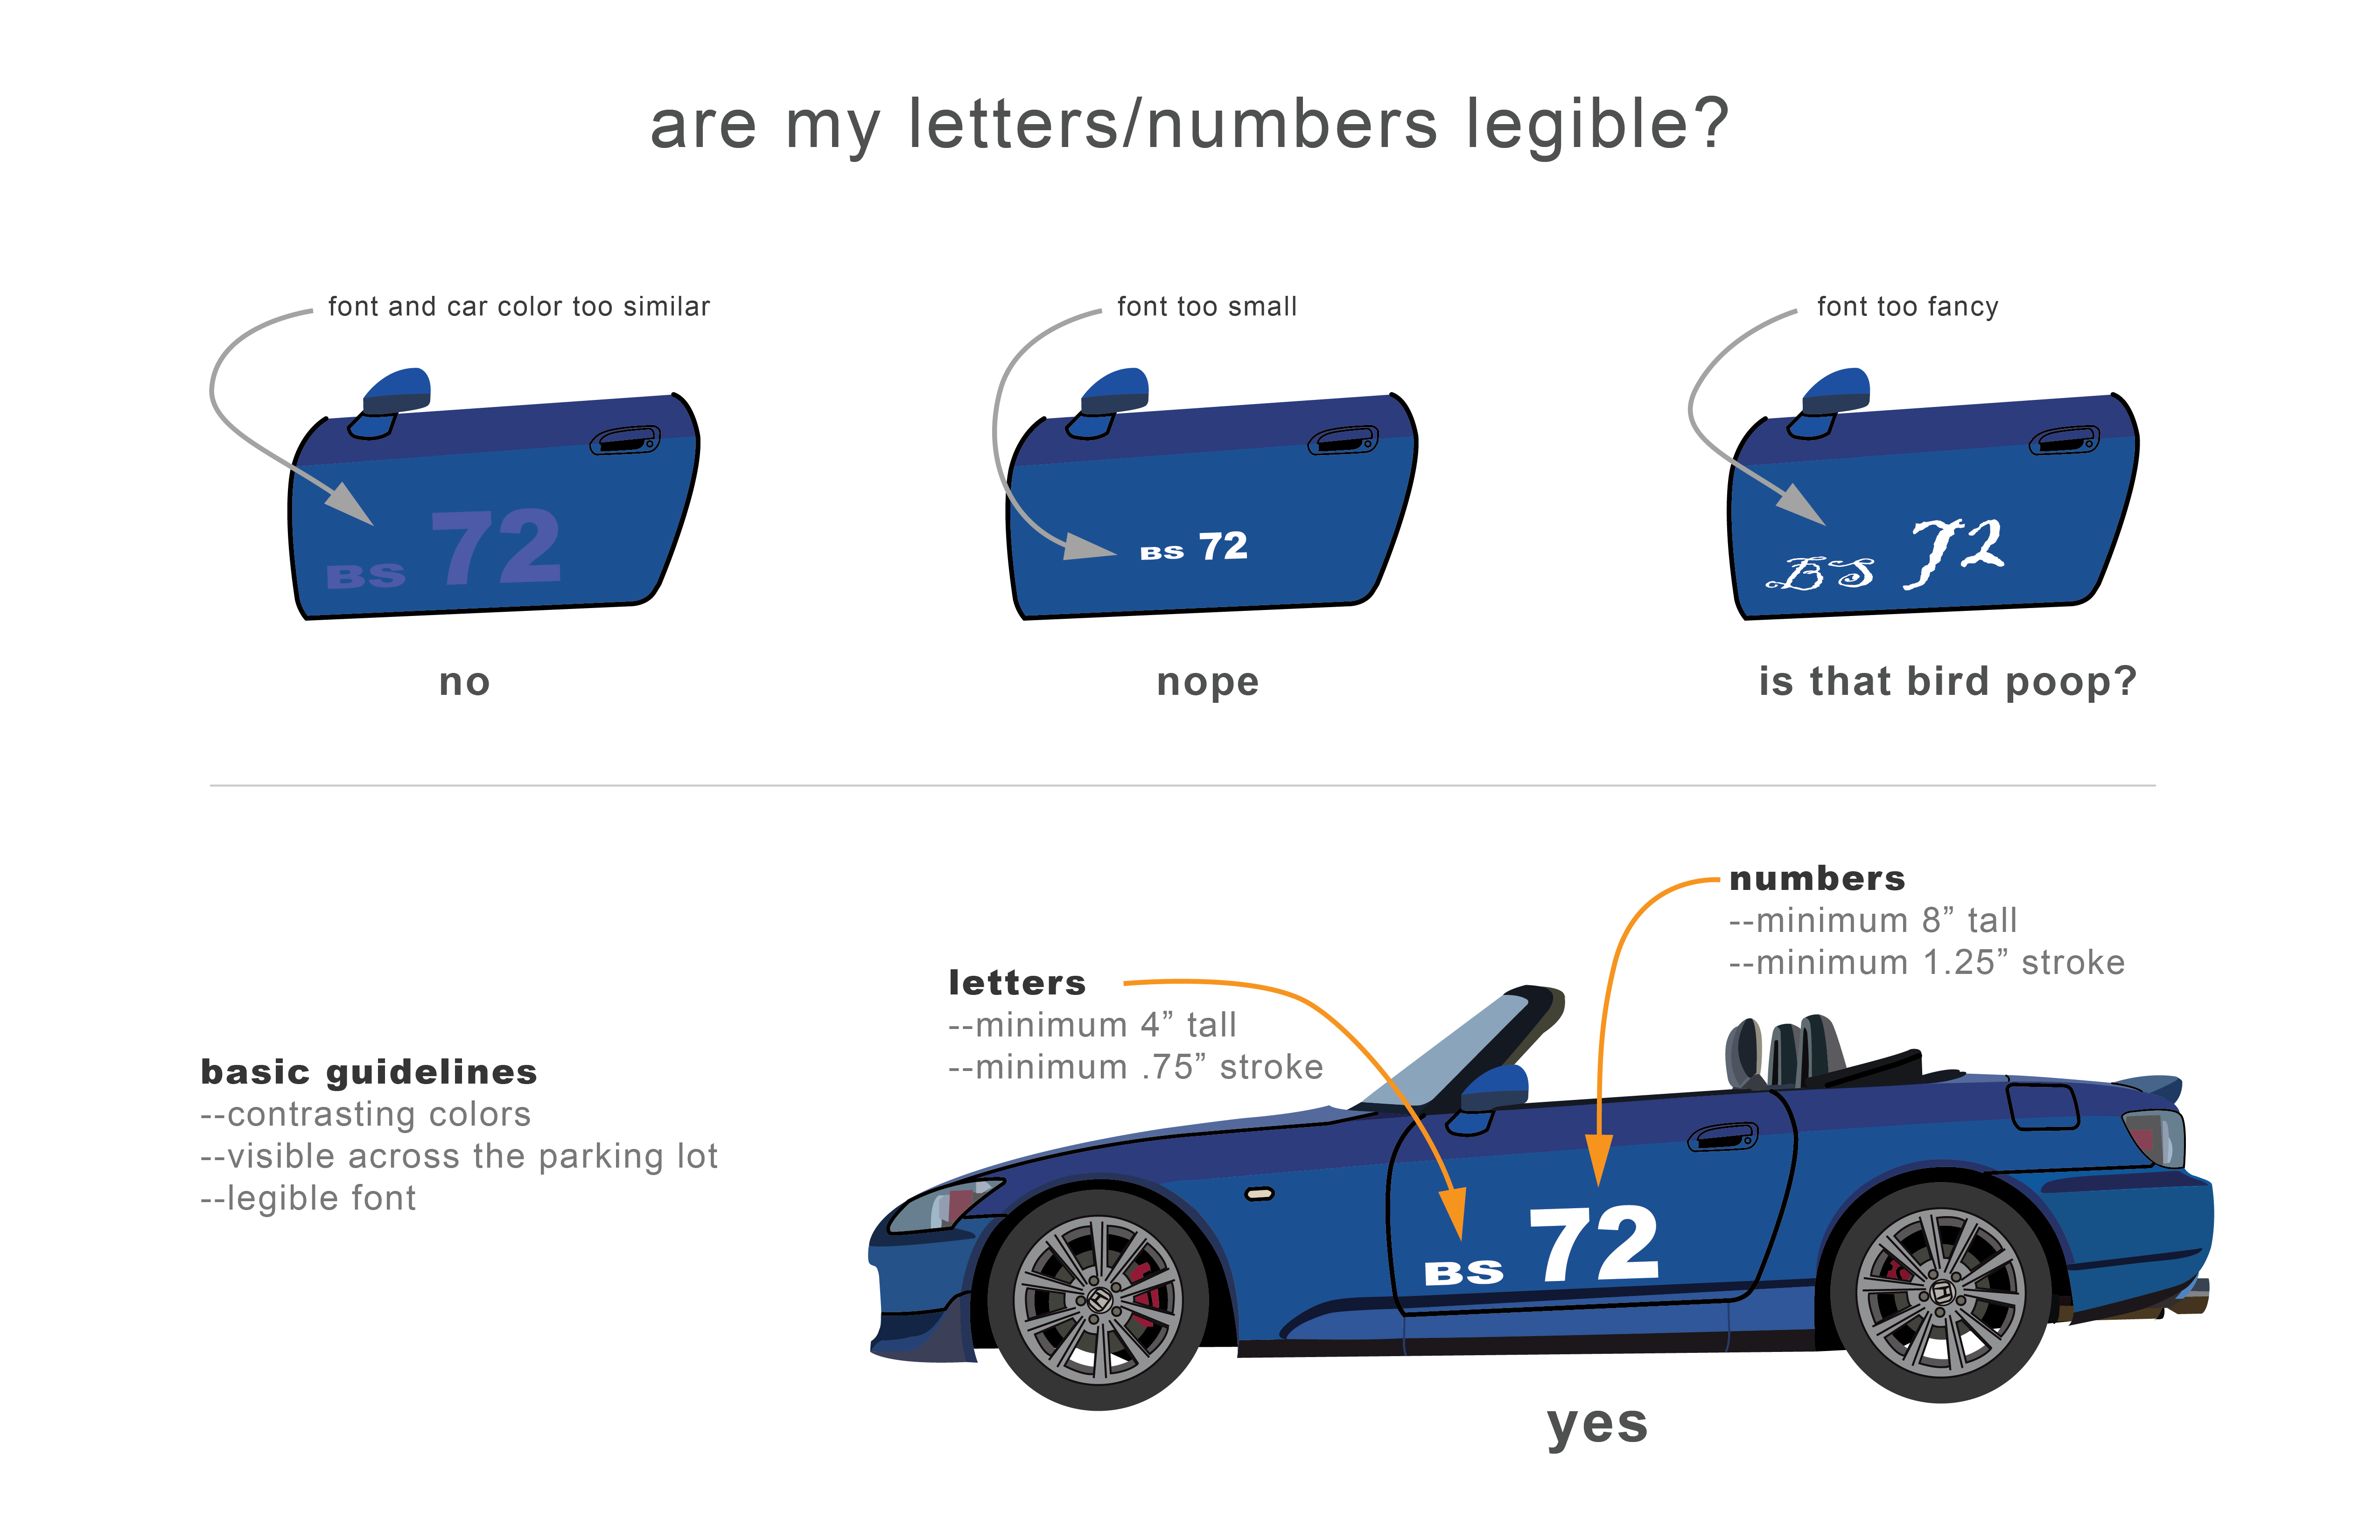 are my letters/numbers legible?
font and car color too similar
BS 72
no
font too small
BS 72
nope
font too fancy
BS 72
is that bird poop?
basic guidelines
--contrasting colors
--visible across the parking lot
--legible font
letters
--minimum 4” tall
--minimum .75” stroke
numbers
--minimum 8” tall
--minimum 1.25” stroke
BS 72
yes